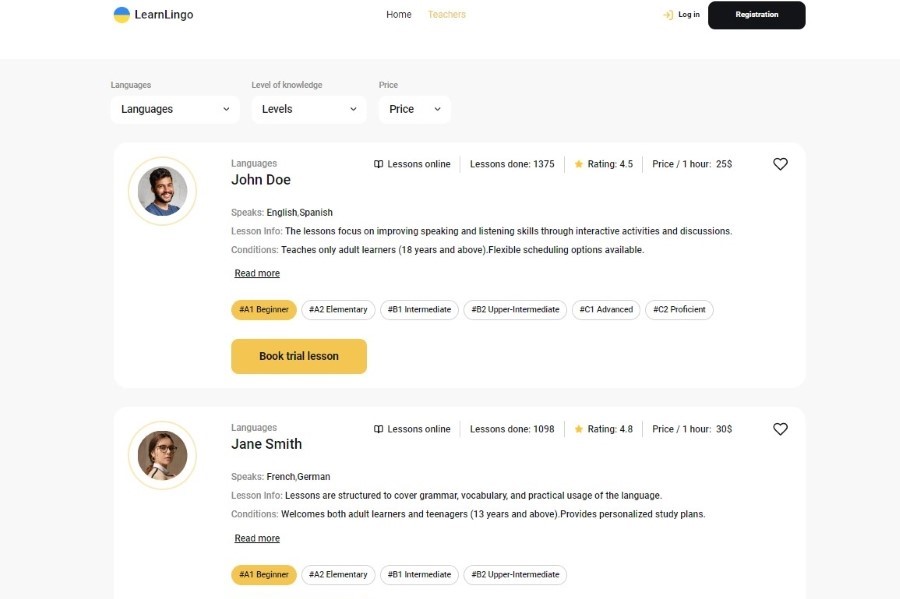 LearnLingo Home Teachers Log in Registration
Languages Level of knowledge Price
Languages Levels Price
Languages Lessons online Lessons done: 1375 Rating: 4.5 Price / 1 hour: 25$
John Doe
Speaks: English,Spanish
Lesson Info: The lessons focus on improving speaking and listening skills through interactive activities and discussions.
Conditions: Teaches only adult learners (18 years and above).Flexible scheduling options available.
Read more
#A1 Beginner #A2 Elementary #B1 Intermediate #B2 Upper-Intermediate #C1 Advanced #C2 Proficient
Book trial lesson
Languages Lessons online Lessons done: 1098 Rating: 4.8 Price / 1 hour: 30$
Jane Smith
Speaks: French,German
Lesson Info: Lessons are structured to cover grammar, vocabulary, and practical usage of the language.
Conditions: Welcomes both adult learners and teenagers (13 years and above).Provides personalized study plans.
Read more
#A1 Beginner #A2 Elementary #B1 Intermediate #B2 Upper-Intermediate